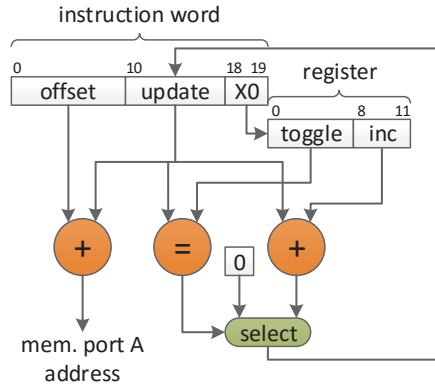 instruction word
0 10 18 19
offset update X0
register
0 8 11
toggle inc
+ = +
0
select
mem. port A
address